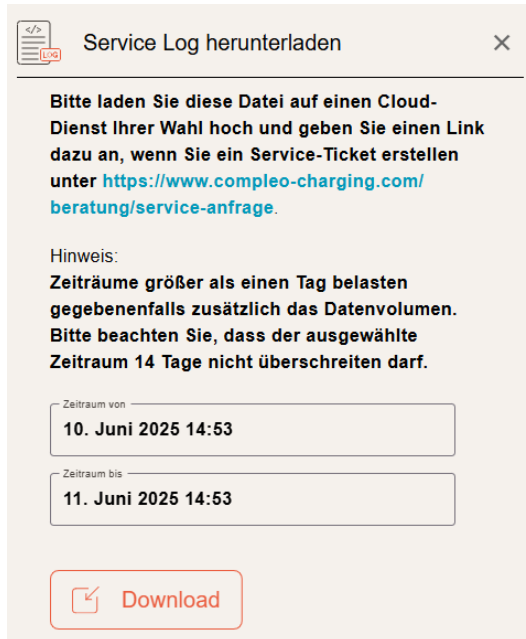 </>
LOG
Service Log herunterladen
Bitte laden Sie diese Datei auf einen Cloud-
Dienst Ihrer Wahl hoch und geben Sie einen Link
dazu an, wenn Sie ein Service-Ticket erstellen
unter https://www.compleo-charging.com/
beratung/service-anfrage.
Hinweis:
Zeiträume größer als einen Tag belasten
gegebenenfalls zusätzlich das Datenvolumen.
Bitte beachten Sie, dass der ausgewählte
Zeitraum 14 Tage nicht überschreiten darf.
Zeitraum von
10. Juni 2025 14:53
Zeitraum bis
11. Juni 2025 14:53
Download